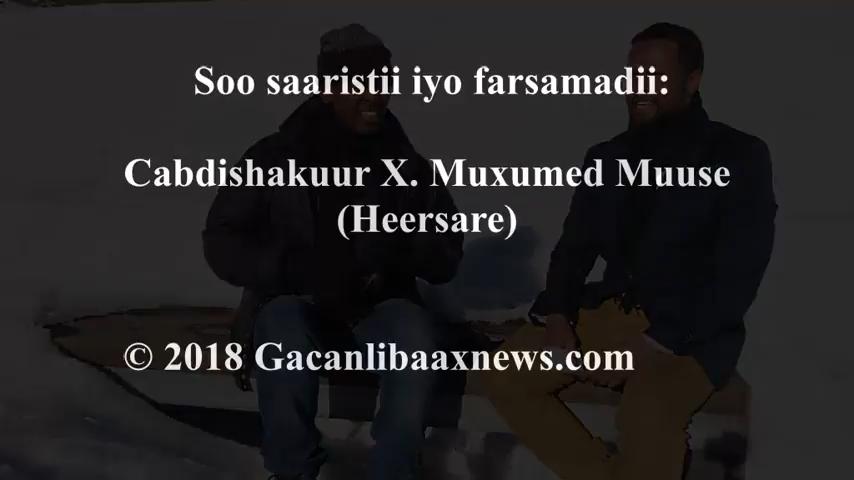 Soo saaristii iyo farsamadii:
Cabdishakuur X. Muxumed Muuse
(Heersare)
© 2018 Gacanlibaaxnews.com